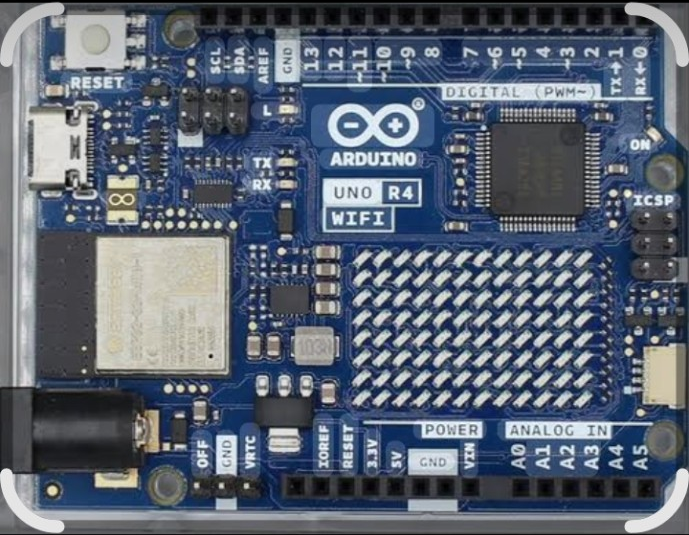 RESET
SCL
SDA
AREF
GND
13
12
~11
~10
~9
8
7
~6
~5
4
~3
2
TX→1
RX←0
DIGITAL (PWM~)
L
ARDUINO
ON
TX
RX
UNO R4
WIFI
ICSP
8
103N
OFF
GND
VRTC
IOREF
RESET
3.3V
5V
GND
VIN
POWER
ANALOG IN
A0
A1
A2
A3
A4
A5